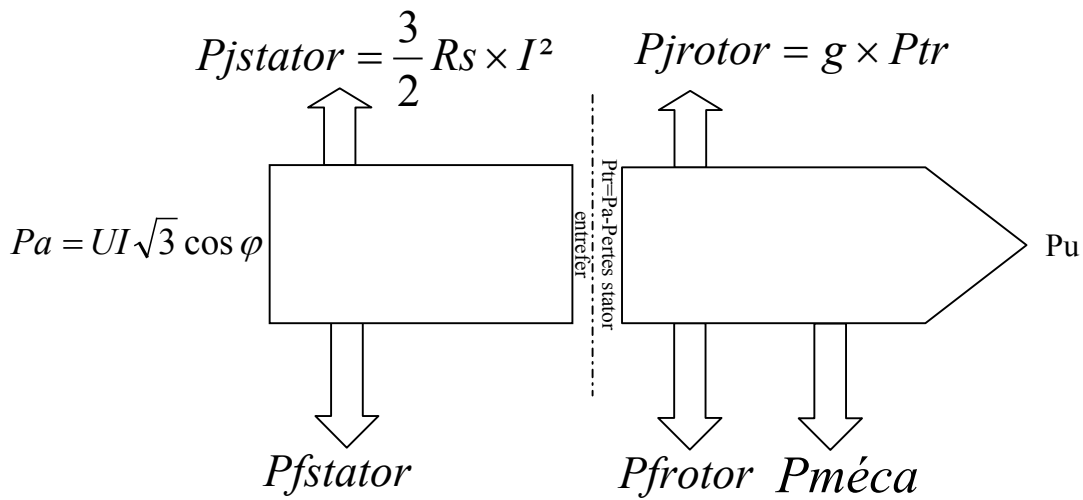 Pjstator = 3/2 Rs × I²
Pjrotor = g × Ptr
Pa = UI√3 cos φ
entrefer
Ptr=Pa-Pertes stator
Pu
Pfstator
Pfrotor
Pméca